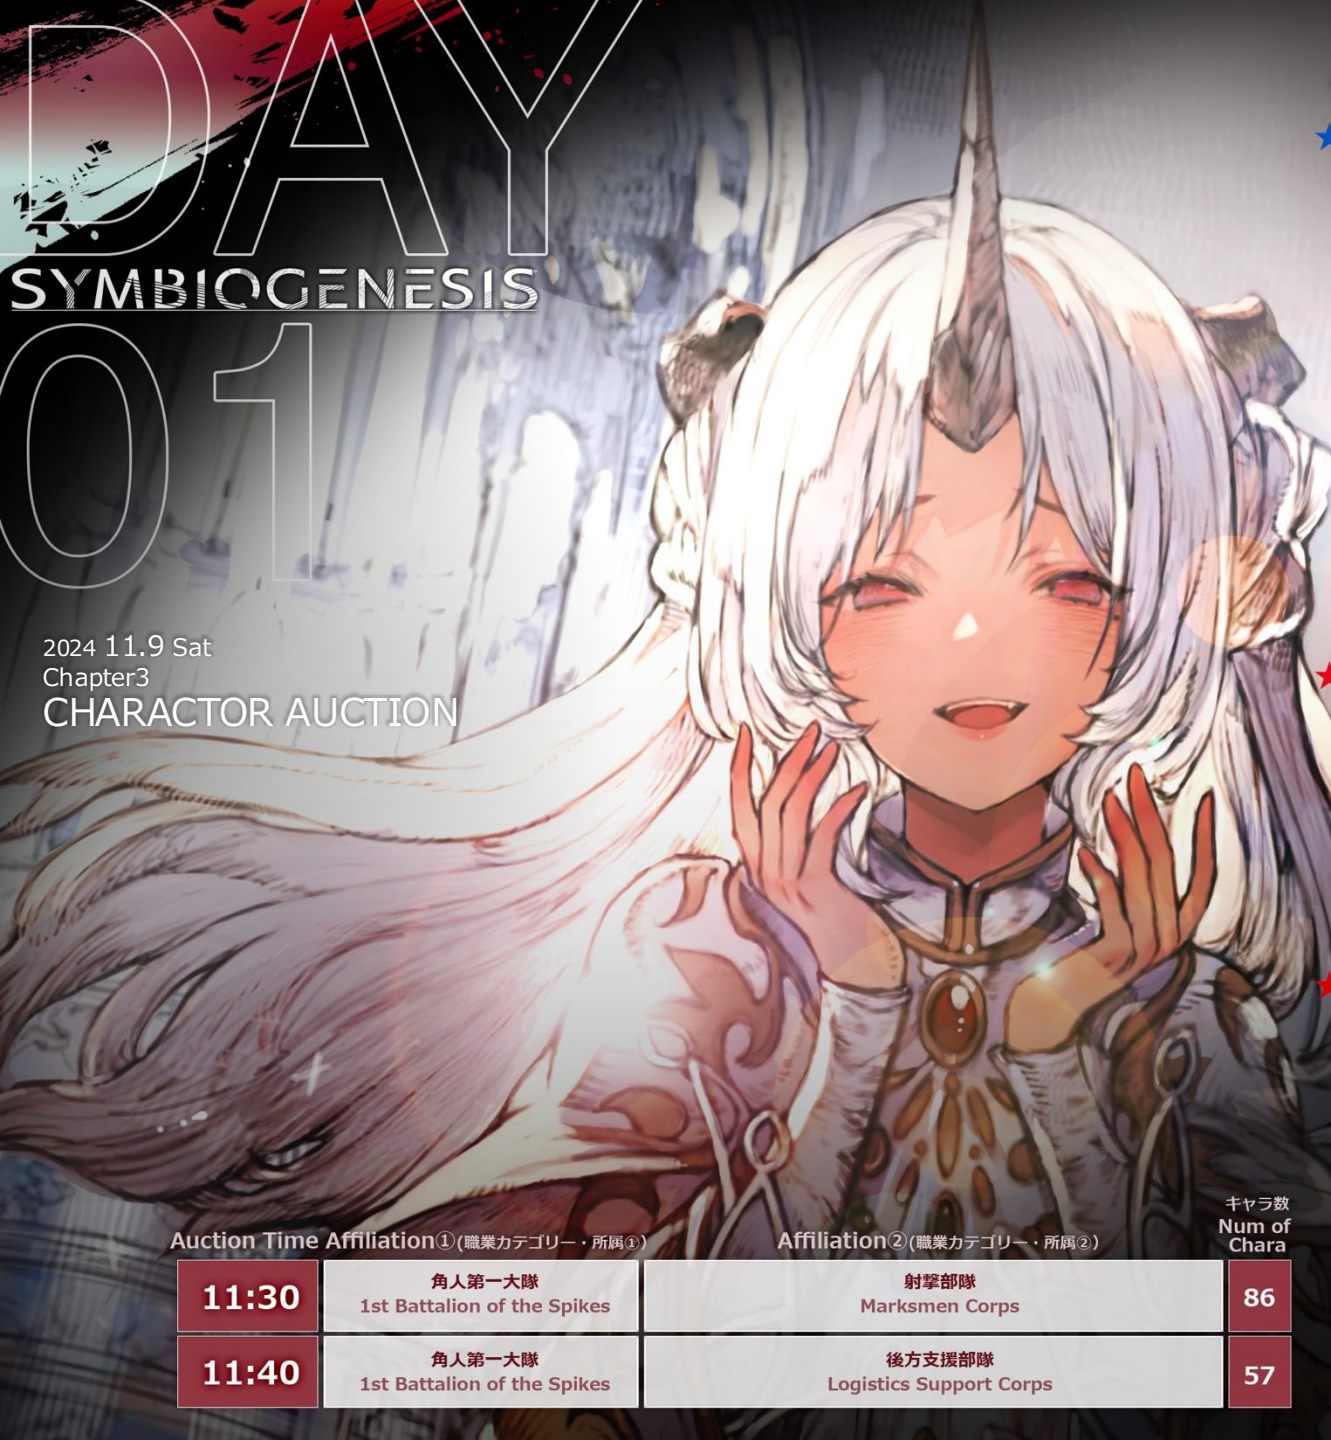 DAY
SYMBIOGENESIS
01
2024 11.9 Sat
Chapter3
CHARACTOR AUCTION
キャラ数
Num of
Chara
Auction Time Affiliation①(職業カテゴリー・所属①) Affiliation②(職業カテゴリー・所属②)
11:30
角人第一大隊
1st Battalion of the Spikes
射撃部隊
Marksmen Corps
86
11:40
角人第一大隊
1st Battalion of the Spikes
後方支援部隊
Logistics Support Corps
57